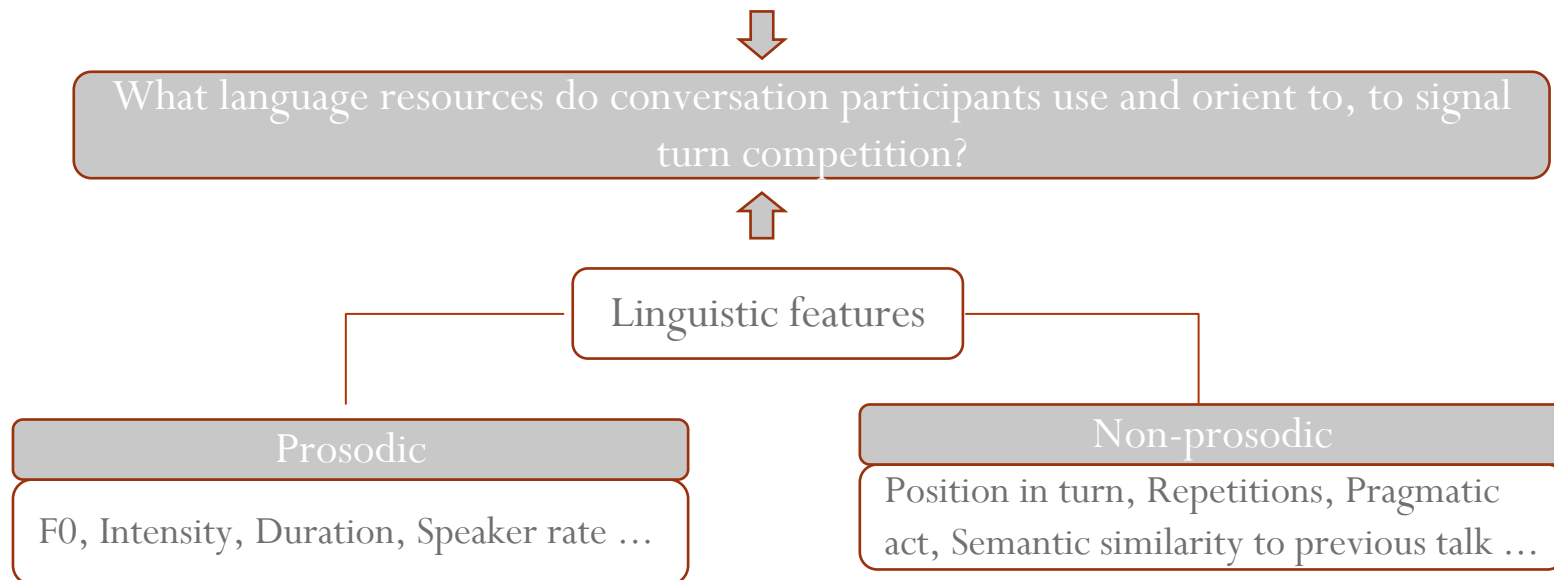 What language resources do conversation participants use and orient to, to signal
turn competition?
Linguistic features
Prosodic
F0, Intensity, Duration, Speaker rate …
Non-prosodic
Position in turn, Repetitions, Pragmatic
act, Semantic similarity to previous talk …